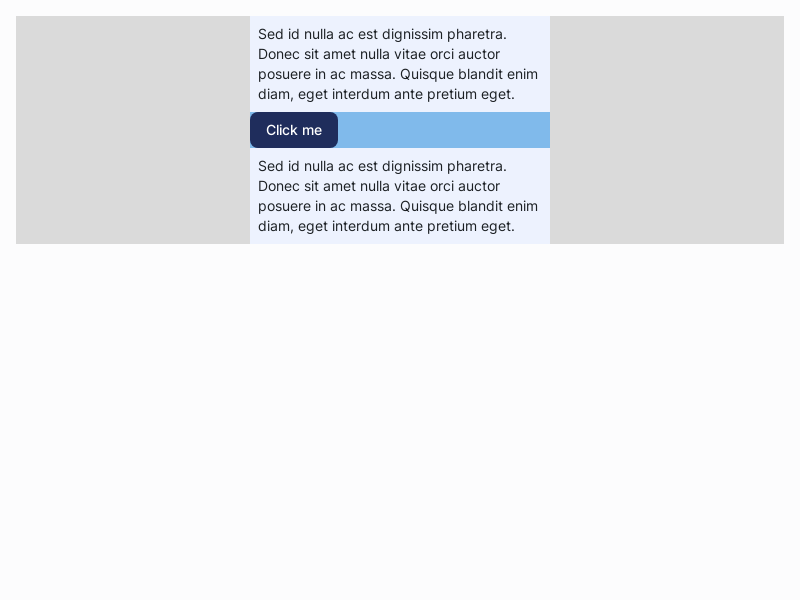 Sed id nulla ac est dignissim pharetra.
Donec sit amet nulla vitae orci auctor
posuere in ac massa. Quisque blandit enim
diam, eget interdum ante pretium eget.
Click me
Sed id nulla ac est dignissim pharetra.
Donec sit amet nulla vitae orci auctor
posuere in ac massa. Quisque blandit enim
diam, eget interdum ante pretium eget.